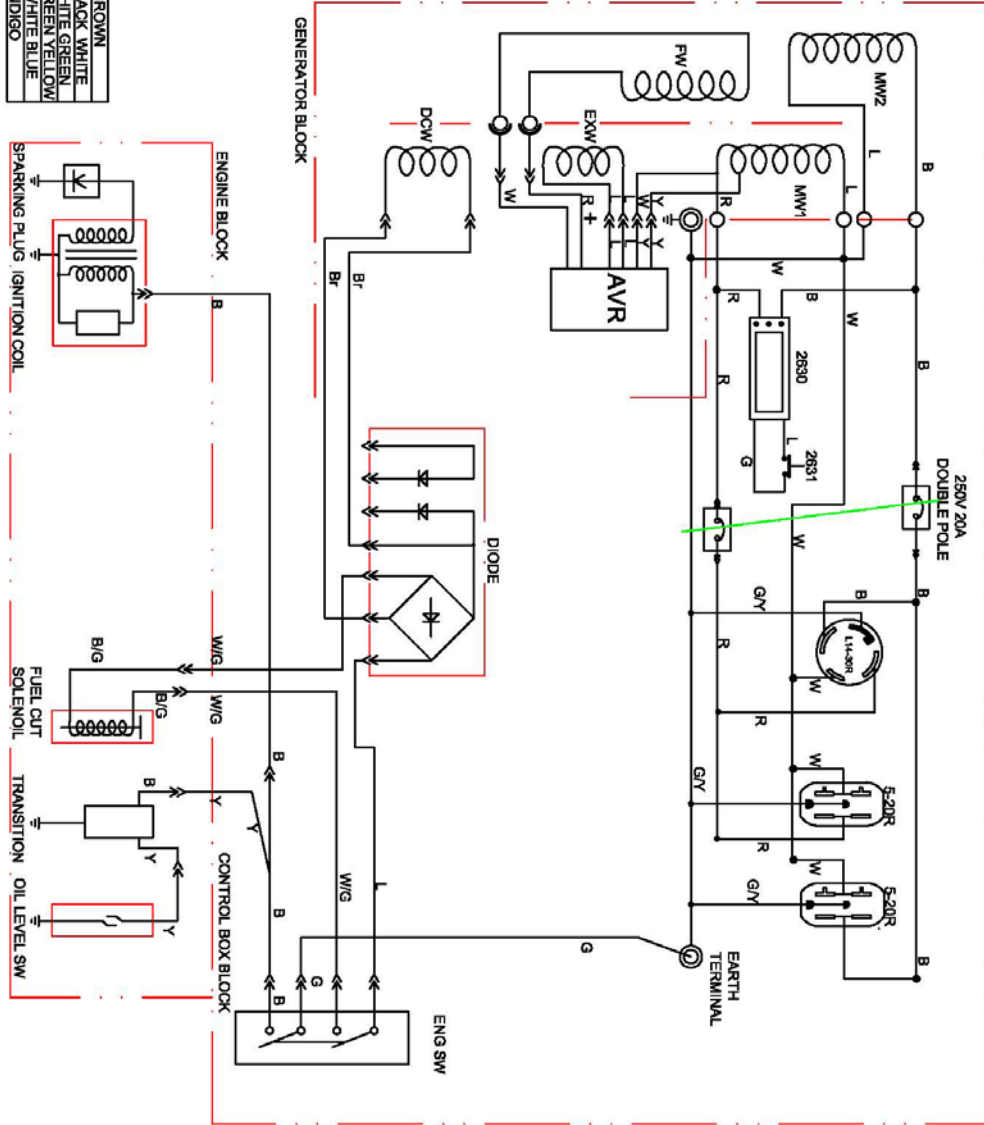 ROWN
ACK WHITE
HITE GREEN
REEN YELLOW
WHITE BLUE
NDIGO
GENERATOR BLOCK
MW2
FW
EXW
DCW
MW1
L
B
L
R
W
R
+
L
L
W
Y
L
L
Y
Y
AVR
W
W
R
B
B
R
2630
L
G
2631
250V 20A
DOUBLE POLE
B
W
G/Y
B
L14-30R
W
R
R
W
5-20R
G/Y
R
W
5-20R
G/Y
B
EARTH
TERMINAL
G
Br
Br
DIODE
ENGINE BLOCK
B
SPARKING PLUG
IGNITION COIL
B/G
W/G
B/G
W/G
FUEL CUT
SOLENOIL
B
Y
B
Y
Y
Y
TRANSITION
OIL LEVEL SW
CONTROL BOX BLOCK
W/G
L
B
B
G
ENG SW